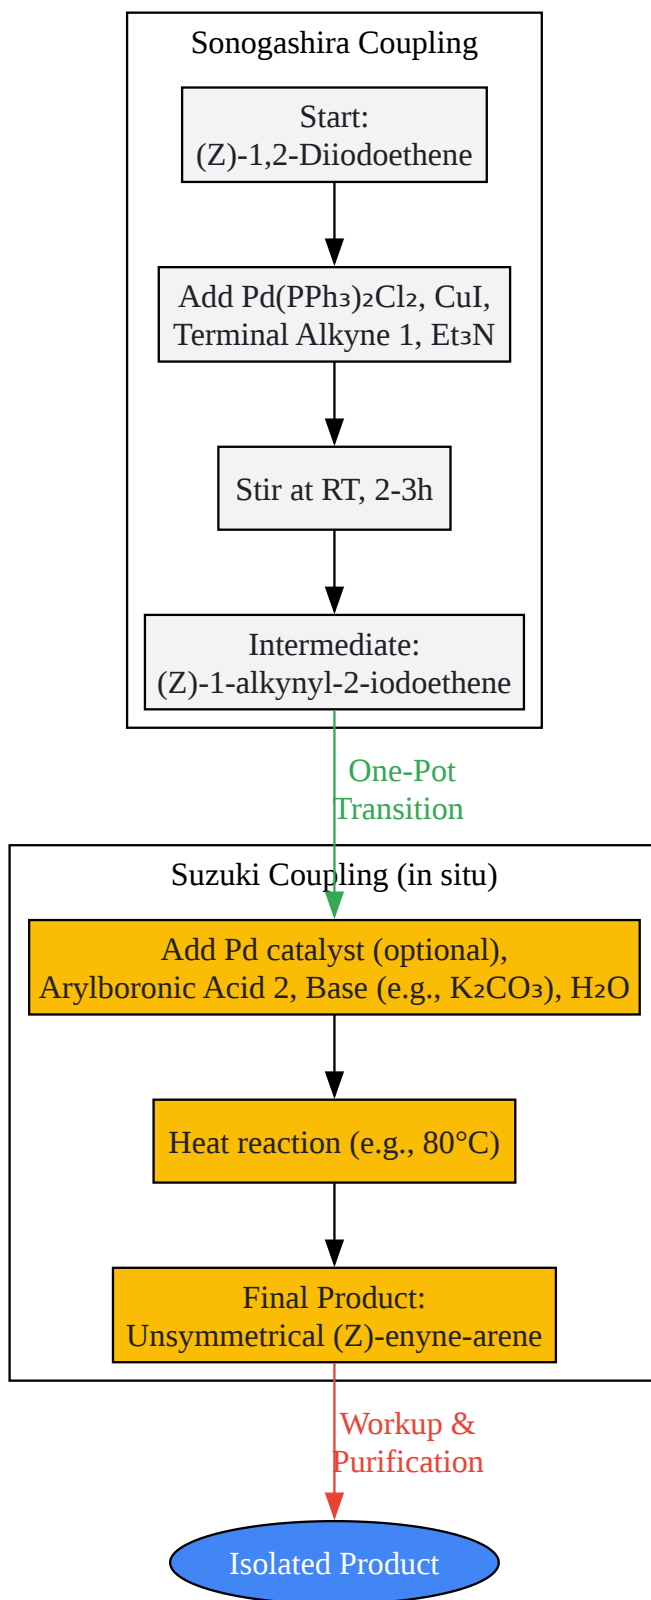 Sonogashira Coupling
Start:
(Z)-1,2-Diiodoethene
Add Pd(PPh₃)₂Cl₂, CuI,
Terminal Alkyne 1, Et₃N
Stir at RT, 2-3h
Intermediate:
(Z)-1-alkynyl-2-iodoethene
One-Pot
Transition
Suzuki Coupling (in situ)
Add Pd catalyst (optional),
Arylboronic Acid 2, Base (e.g., K₂CO₃), H₂O
Heat reaction (e.g., 80°C)
Final Product:
Unsymmetrical (Z)-enyne-arene
Workup &
Purification
Isolated Product